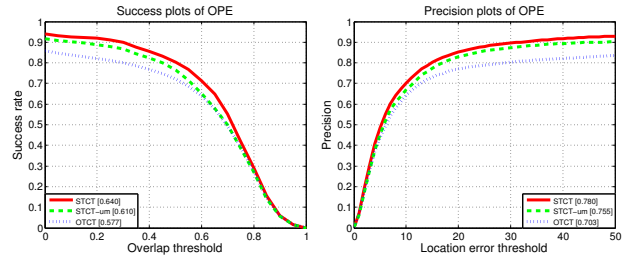 Success plots of OPE
Success rate
1
0.9
0.8
0.7
0.6
0.5
0.4
0.3
0.2
0.1
0
STCT [0.640]
STCT-um [0.610]
OTCT [0.577]
0 0.2 0.4 0.6 0.8 1
Overlap threshold
Precision plots of OPE
Precision
1
0.9
0.8
0.7
0.6
0.5
0.4
0.3
0.2
0.1
0
STCT [0.780]
STCT-um [0.755]
OTCT [0.703]
0 10 20 30 40 50
Location error threshold